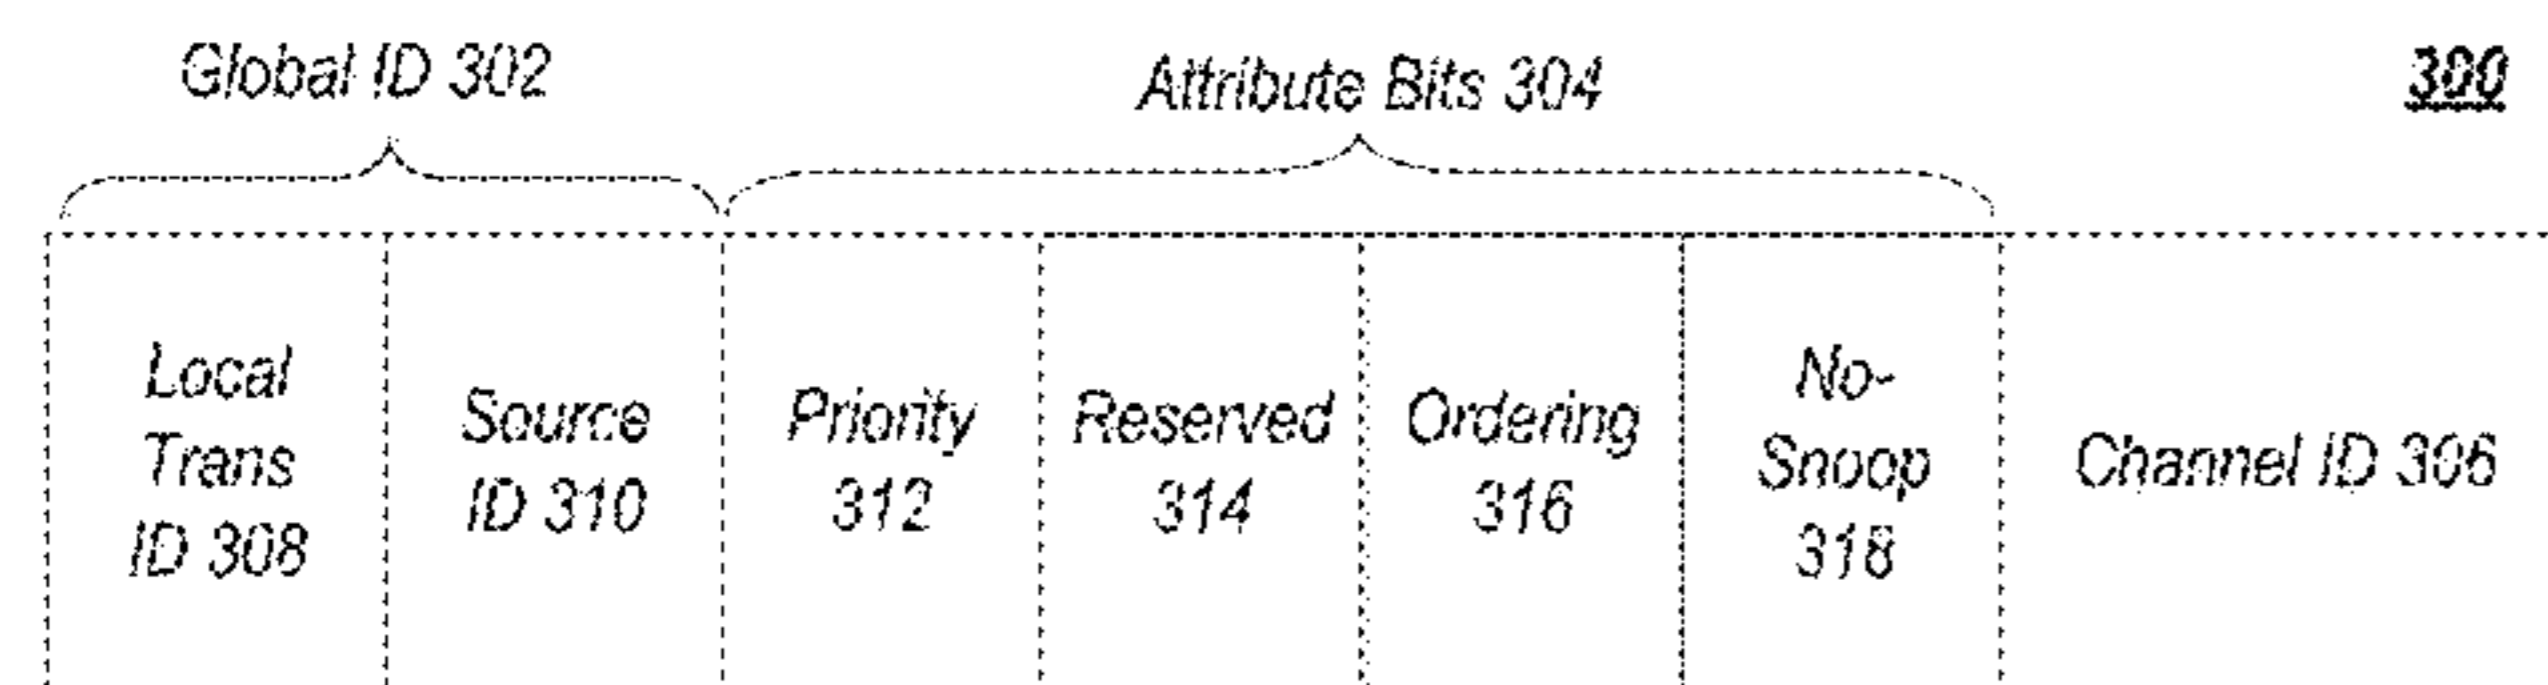 Global ID 302
Attribute Bits 304
300
Local
Trans
ID 308
Source
ID 310
Priority
312
Reserved
314
Ordering
316
No-
Snoop
318
Channel ID 306